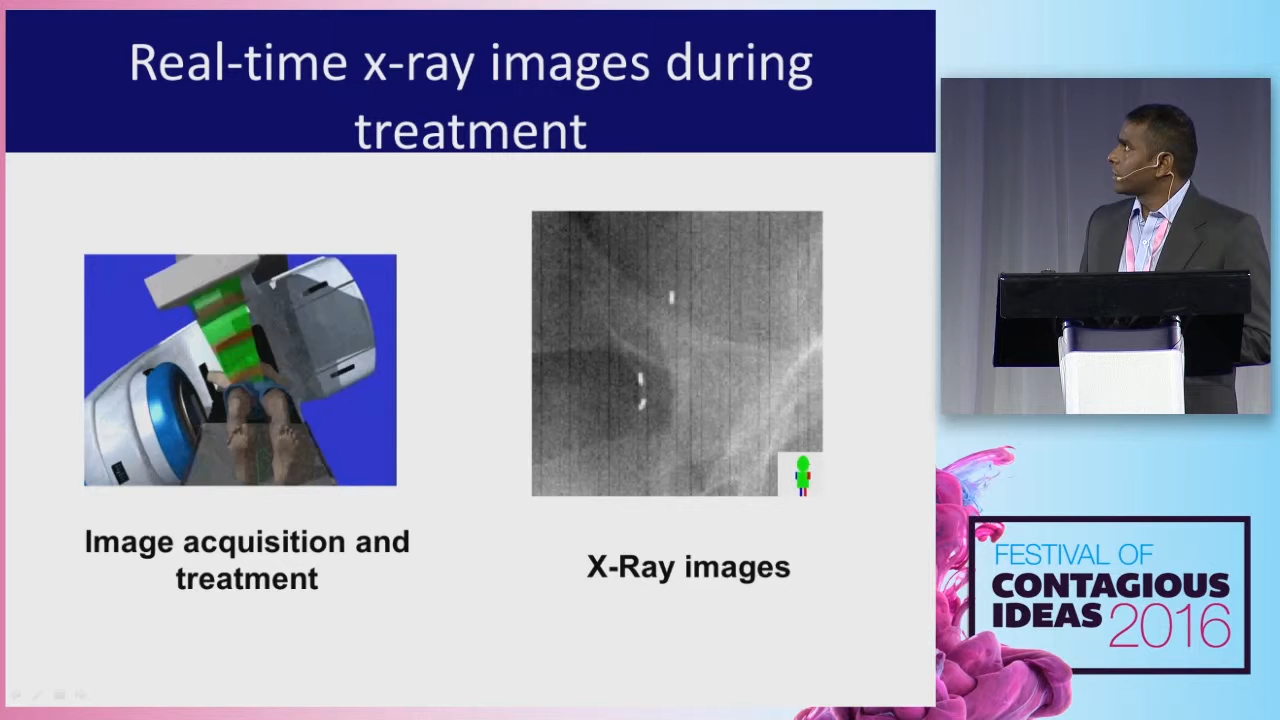 Real-time x-ray images during
treatment
Image acquisition and
treatment
X-Ray images
FESTIVAL OF
CONTAGIOUS
IDEAS 2016